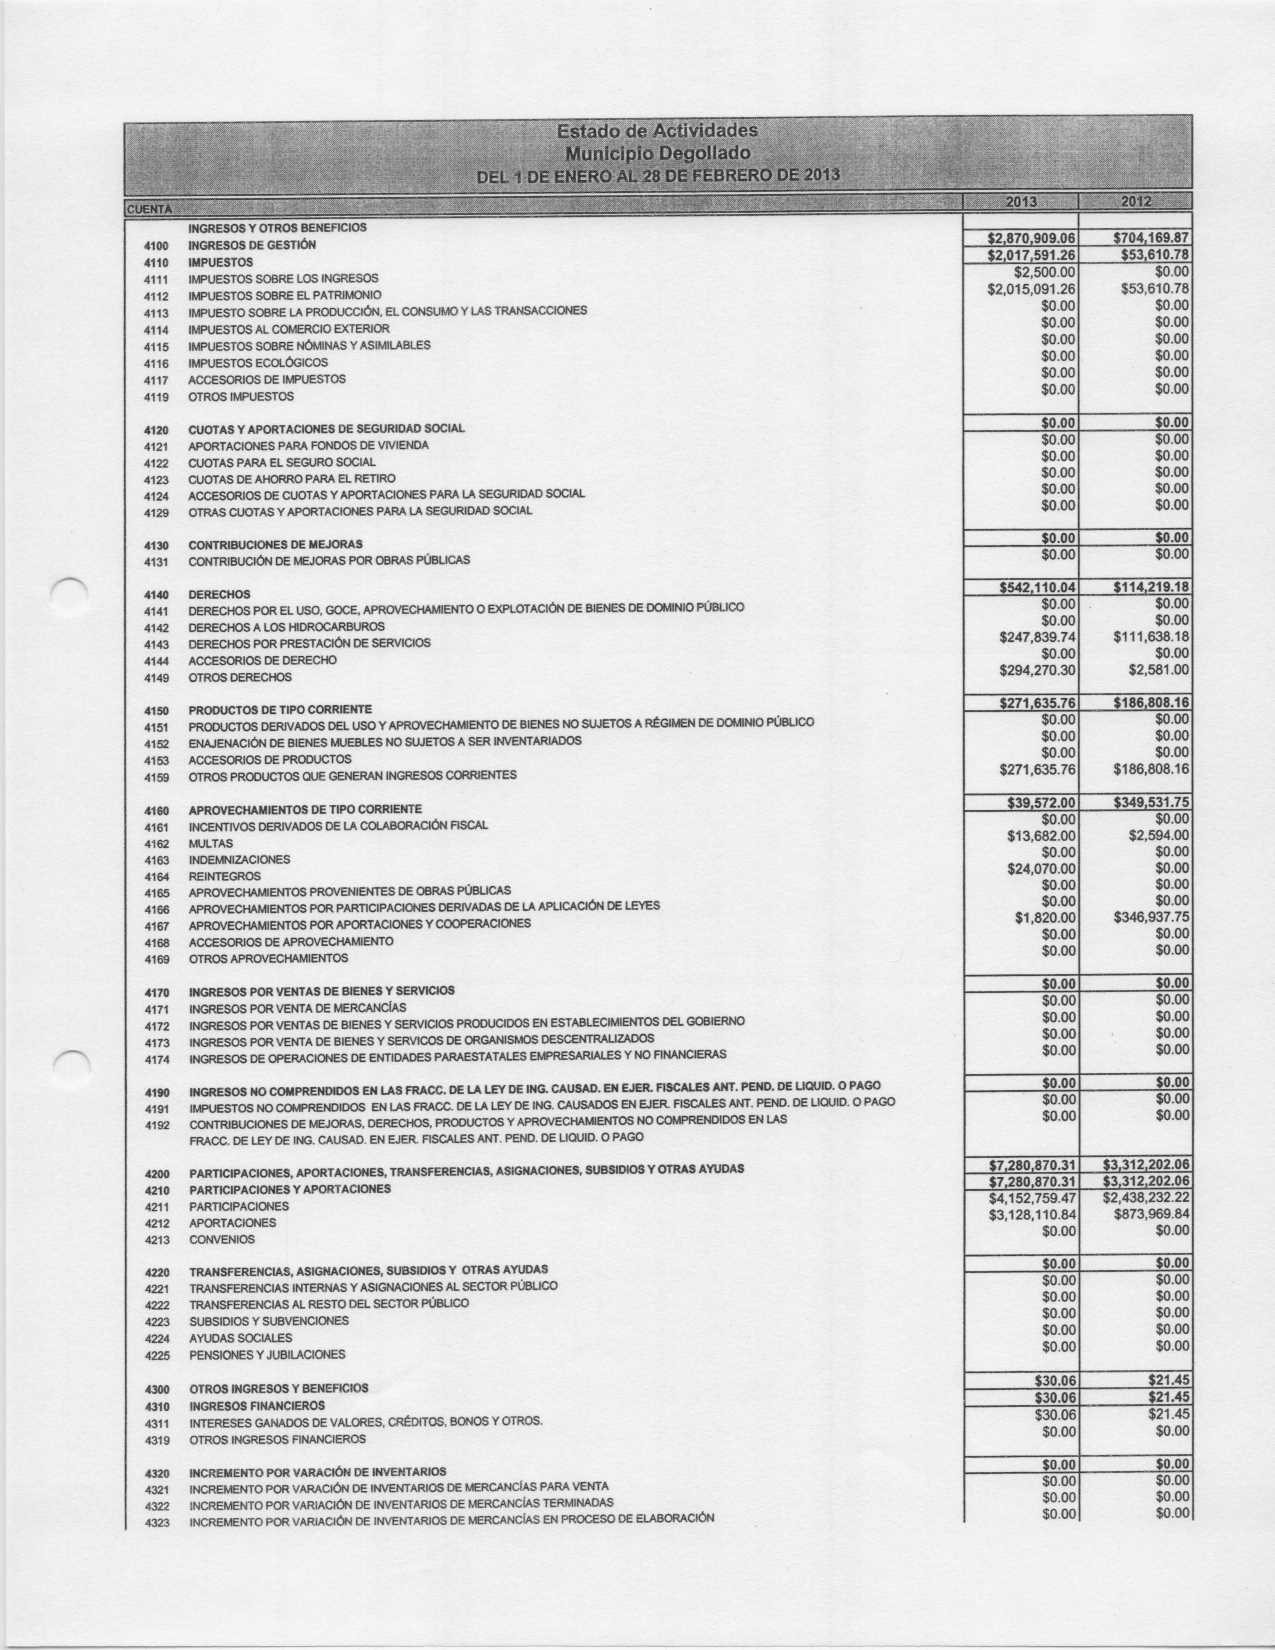 Estado de Actividades
Municipio Degollado
DEL 1 DE ENERO AL 28 DE FEBRERO DE 2013
CUENTA 2013 2012
INGRESOS Y OTROS BENEFICIOS
4100 INGRESOS DE GESTIÓN $2,870,909.06 $704,169.87
4110 IMPUESTOS $2,017,591.26 $53,610.78
4111 IMPUESTOS SOBRE LOS INGRESOS $2,500.00 $0.00
4112 IMPUESTOS SOBRE EL PATRIMONIO $2,015,091.26 $53,610.78
4113 IMPUESTO SOBRE LA PRODUCCIÓN, EL CONSUMO Y LAS TRANSACCIONES $0.00 $0.00
4114 IMPUESTOS AL COMERCIO EXTERIOR $0.00 $0.00
4115 IMPUESTOS SOBRE NÓMINAS Y ASIMILABLES $0.00 $0.00
4116 IMPUESTOS ECOLÓGICOS $0.00 $0.00
4117 ACCESORIOS DE IMPUESTOS $0.00 $0.00
4119 OTROS IMPUESTOS $0.00 $0.00
4120 CUOTAS Y APORTACIONES DE SEGURIDAD SOCIAL $0.00 $0.00
4121 APORTACIONES PARA FONDOS DE VIVIENDA $0.00 $0.00
4122 CUOTAS PARA EL SEGURO SOCIAL $0.00 $0.00
4123 CUOTAS DE AHORRO PARA EL RETIRO $0.00 $0.00
4124 ACCESORIOS DE CUOTAS Y APORTACIONES PARA LA SEGURIDAD SOCIAL $0.00 $0.00
4129 OTRAS CUOTAS Y APORTACIONES PARA LA SEGURIDAD SOCIAL $0.00 $0.00
4130 CONTRIBUCIONES DE MEJORAS $0.00 $0.00
4131 CONTRIBUCIÓN DE MEJORAS POR OBRAS PÚBLICAS $0.00 $0.00
4140 DERECHOS $542,110.04 $114,219.18
4141 DERECHOS POR EL USO, GOCE, APROVECHAMIENTO O EXPLOTACIÓN DE BIENES DE DOMINIO PÚBLICO $0.00 $0.00
4142 DERECHOS A LOS HIDROCARBUROS $0.00 $0.00
4143 DERECHOS POR PRESTACIÓN DE SERVICIOS $247,839.74 $111,638.18
4144 ACCESORIOS DE DERECHO $0.00 $0.00
4149 OTROS DERECHOS $294,270.30 $2,581.00
4150 PRODUCTOS DE TIPO CORRIENTE $271,635.76 $186,808.16
4151 PRODUCTOS DERIVADOS DEL USO Y APROVECHAMIENTO DE BIENES NO SUJETOS A RÉGIMEN DE DOMINIO PÚBLICO $0.00 $0.00
4152 ENAJENACIÓN DE BIENES MUEBLES NO SUJETOS A SER INVENTARIADOS $0.00 $0.00
4153 ACCESORIOS DE PRODUCTOS $0.00 $0.00
4159 OTROS PRODUCTOS QUE GENERAN INGRESOS CORRIENTES $271,635.76 $186,808.16
4160 APROVECHAMIENTOS DE TIPO CORRIENTE $39,572.00 $349,531.75
4161 INCENTIVOS DERIVADOS DE LA COLABORACIÓN FISCAL $0.00 $0.00
4162 MULTAS $13,682.00 $2,594.00
4163 INDEMNIZACIONES $0.00 $0.00
4164 REINTEGROS $24,070.00 $0.00
4165 APROVECHAMIENTOS PROVENIENTES DE OBRAS PÚBLICAS $0.00 $0.00
4166 APROVECHAMIENTOS POR PARTICIPACIONES DERIVADAS DE LA APLICACIÓN DE LEYES $0.00 $0.00
4167 APROVECHAMIENTOS POR APORTACIONES Y COOPERACIONES $1,820.00 $346,937.75
4168 ACCESORIOS DE APROVECHAMIENTO $0.00 $0.00
4169 OTROS APROVECHAMIENTOS $0.00 $0.00
4170 INGRESOS POR VENTAS DE BIENES Y SERVICIOS $0.00 $0.00
4171 INGRESOS POR VENTA DE MERCANCÍAS $0.00 $0.00
4172 INGRESOS POR VENTAS DE BIENES Y SERVICIOS PRODUCIDOS EN ESTABLECIMIENTOS DEL GOBIERNO $0.00 $0.00
4173 INGRESOS POR VENTA DE BIENES Y SERVICOS DE ORGANISMOS DESCENTRALIZADOS $0.00 $0.00
4174 INGRESOS DE OPERACIONES DE ENTIDADES PARAESTATALES EMPRESARIALES Y NO FINANCIERAS $0.00 $0.00
4190 INGRESOS NO COMPRENDIDOS EN LAS FRACC. DE LA LEY DE ING. CAUSAD. EN EJER. FISCALES ANT. PEND. DE LIQUID. O PAGO $0.00 $0.00
4191 IMPUESTOS NO COMPRENDIDOS EN LAS FRACC. DE LA LEY DE ING. CAUSADOS EN EJER. FISCALES ANT. PEND. DE LIQUID. O PAGO $0.00 $0.00
4192 CONTRIBUCIONES DE MEJORAS, DERECHOS, PRODUCTOS Y APROVECHAMIENTOS NO COMPRENDIDOS EN LAS $0.00 $0.00
FRACC. DE LEY DE ING. CAUSAD. EN EJER. FISCALES ANT. PEND. DE LIQUID. O PAGO
4200 PARTICIPACIONES, APORTACIONES, TRANSFERENCIAS, ASIGNACIONES, SUBSIDIOS Y OTRAS AYUDAS $7,280,870.31 $3,312,202.06
4210 PARTICIPACIONES Y APORTACIONES $7,280,870.31 $3,312,202.06
4211 PARTICIPACIONES $4,152,759.47 $2,438,232.22
4212 APORTACIONES $3,128,110.84 $873,969.84
4213 CONVENIOS $0.00 $0.00
4220 TRANSFERENCIAS, ASIGNACIONES, SUBSIDIOS Y OTRAS AYUDAS $0.00 $0.00
4221 TRANSFERENCIAS INTERNAS Y ASIGNACIONES AL SECTOR PÚBLICO $0.00 $0.00
4222 TRANSFERENCIAS AL RESTO DEL SECTOR PÚBLICO $0.00 $0.00
4223 SUBSIDIOS Y SUBVENCIONES $0.00 $0.00
4224 AYUDAS SOCIALES $0.00 $0.00
4225 PENSIONES Y JUBILACIONES $0.00 $0.00
4300 OTROS INGRESOS Y BENEFICIOS $30.06 $21.45
4310 INGRESOS FINANCIEROS $30.06 $21.45
4311 INTERESES GANADOS DE VALORES, CRÉDITOS, BONOS Y OTROS. $30.06 $21.45
4319 OTROS INGRESOS FINANCIEROS $0.00 $0.00
4320 INCREMENTO POR VARACIÓN DE INVENTARIOS $0.00 $0.00
4321 INCREMENTO POR VARACIÓN DE INVENTARIOS DE MERCANCÍAS PARA VENTA $0.00 $0.00
4322 INCREMENTO POR VARIACIÓN DE INVENTARIOS DE MERCANCÍAS TERMINADAS $0.00 $0.00
4323 INCREMENTO POR VARIACIÓN DE INVENTARIOS DE MERCANCÍAS EN PROCESO DE ELABORACIÓN $0.00 $0.00